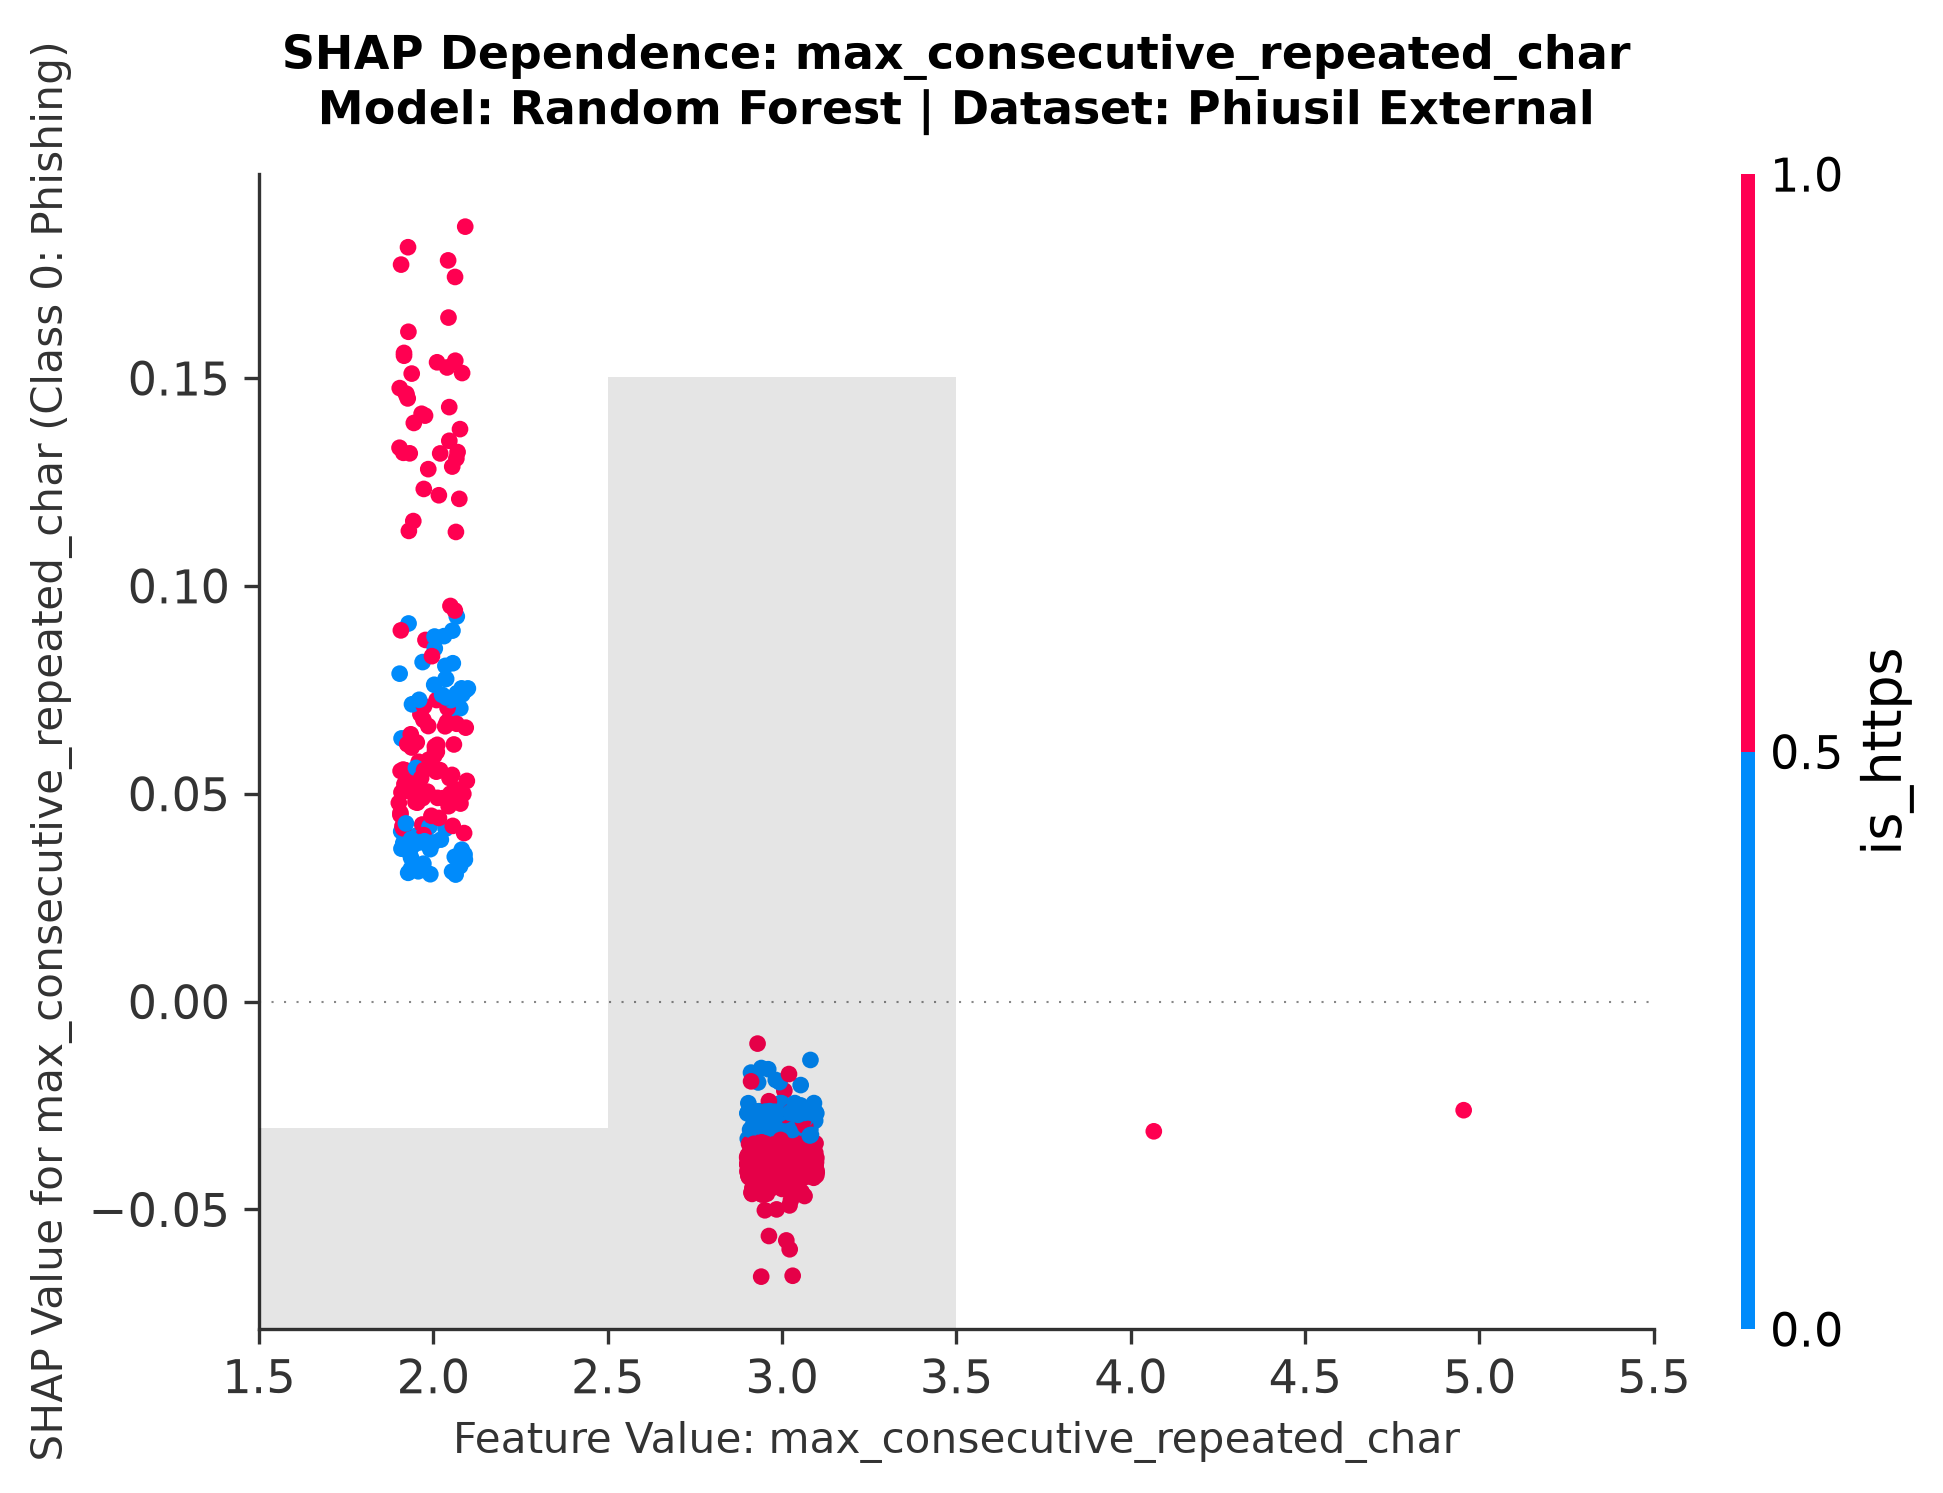 SHAP Dependence: max_consecutive_repeated_char
Model: Random Forest | Dataset: Phiusil External
SHAP Value for max_consecutive_repeated_char (Class 0: Phishing)
0.15
0.10
0.05
0.00
−0.05
1.5 2.0 2.5 3.0 3.5 4.0 4.5 5.0 5.5
Feature Value: max_consecutive_repeated_char
1.0
0.5
0.0
is_https